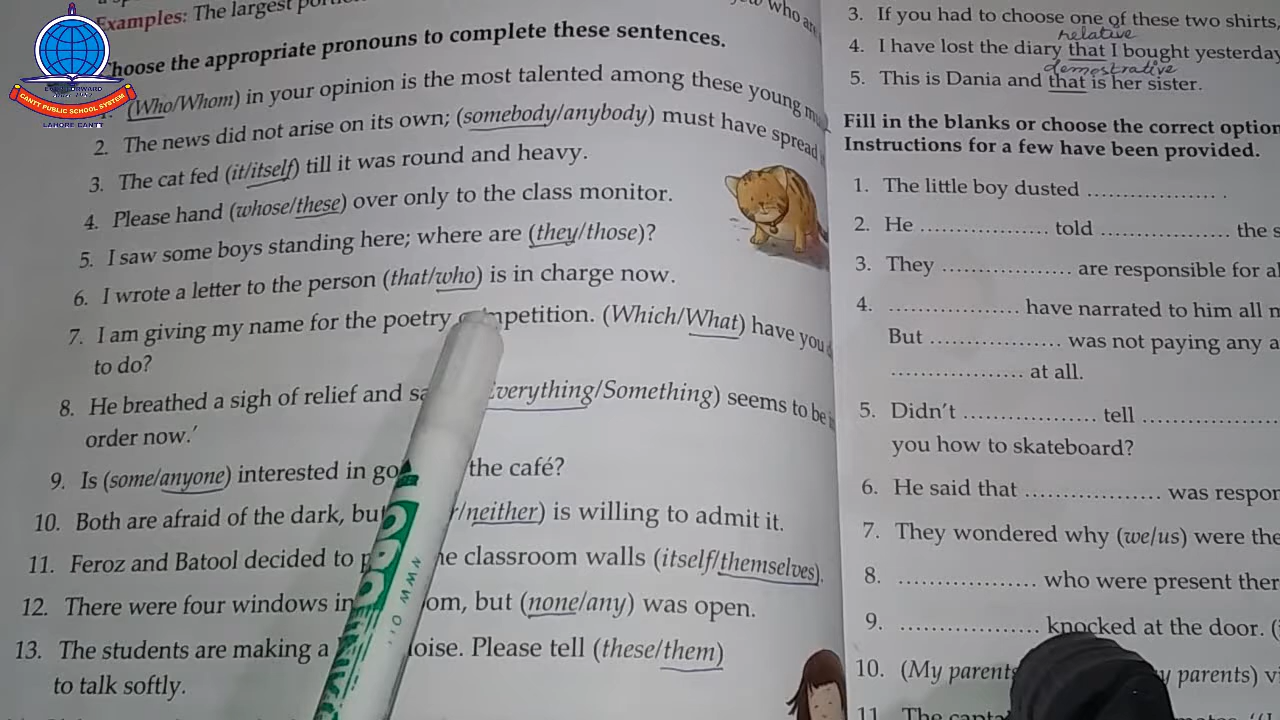 Examples: The largest
hoose the appropriate pronouns to complete these sentences.
(Who/Whom) in your opinion is the most talented among these young
2. The news did not arise on its own; (somebody/anybody) must have spread
3. The cat fed (it/itself) till it was round and heavy.
4. Please hand (whose/these) over only to the class monitor.
5. I saw some boys standing here; where are (they/those)?
6. I wrote a letter to the person (that/who) is in charge now.
7. I am giving my name for the poetry competition. (Which/What) have you
to do?
8. He breathed a sigh of relief and Everything/Something) seems to be
order now.'
9. Is (some/anyone) interested in the café?
10. Both are afraid of the dark, but /neither) is willing to admit it.
11. Feroz and Batool decided to classroom walls (itself/themselves).
12. There were four windows in but (none/any) was open.
13. The students are making a noise. Please tell (these/them)
to talk softly.
who are
3. If you had to choose one of these two shirts,
relative
4. I have lost the diary that I bought yesterday
demostrative
5. This is Dania and that is her sister.
Fill in the blanks or choose the correct option
Instructions for a few have been provided.
1. The little boy dusted .................... .
2. He .................... told .................... the
3. They .................... are responsible for
4. .................... have narrated to him all
But .................... was not paying any
.................... at all.
5. Didn't .................... tell ....................
you how to skateboard?
6. He said that ....................  was
7. They wondered why (we/us) were
8. .................... who were present
9. .................... knocked at the door.
10. (My parents parents)
11. The
CANTT PUBLIC SCHOOL SYSTEM
LAHORE CANTT